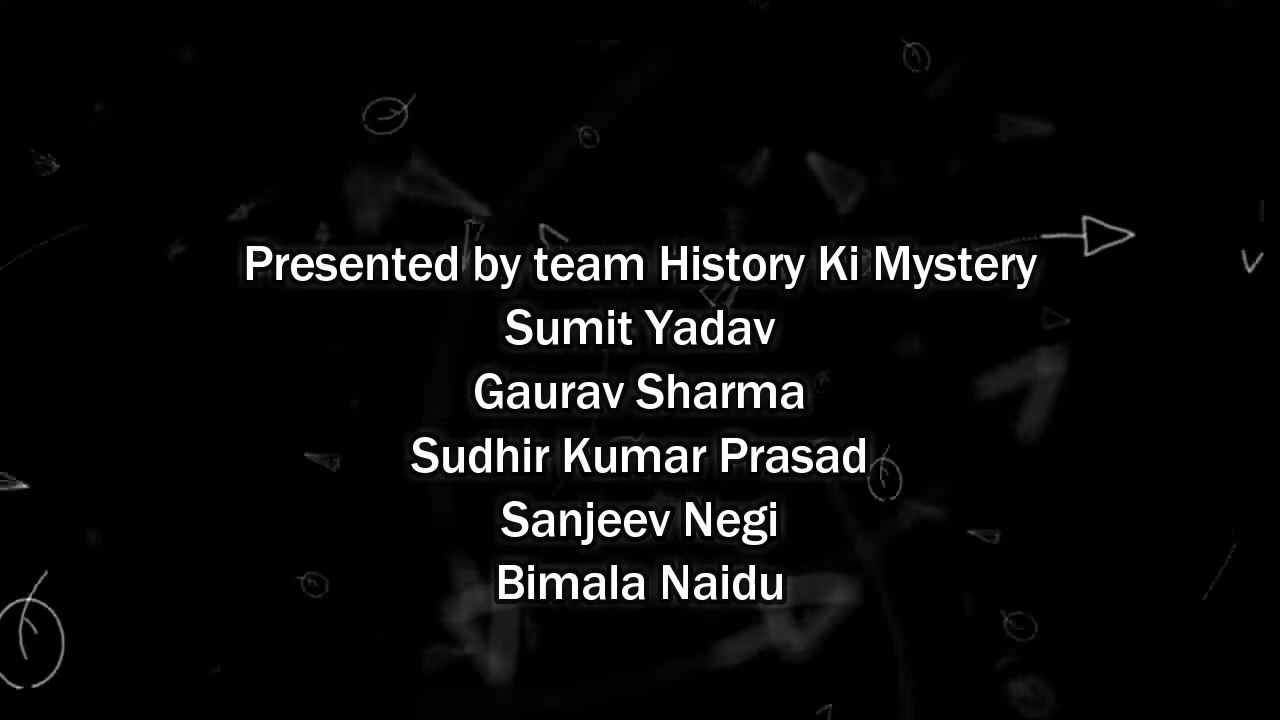 Presented by team History Ki Mystery
Sumit Yadav
Gaurav Sharma
Sudhir Kumar Prasad
Sanjeev Negi
Bimala Naidu